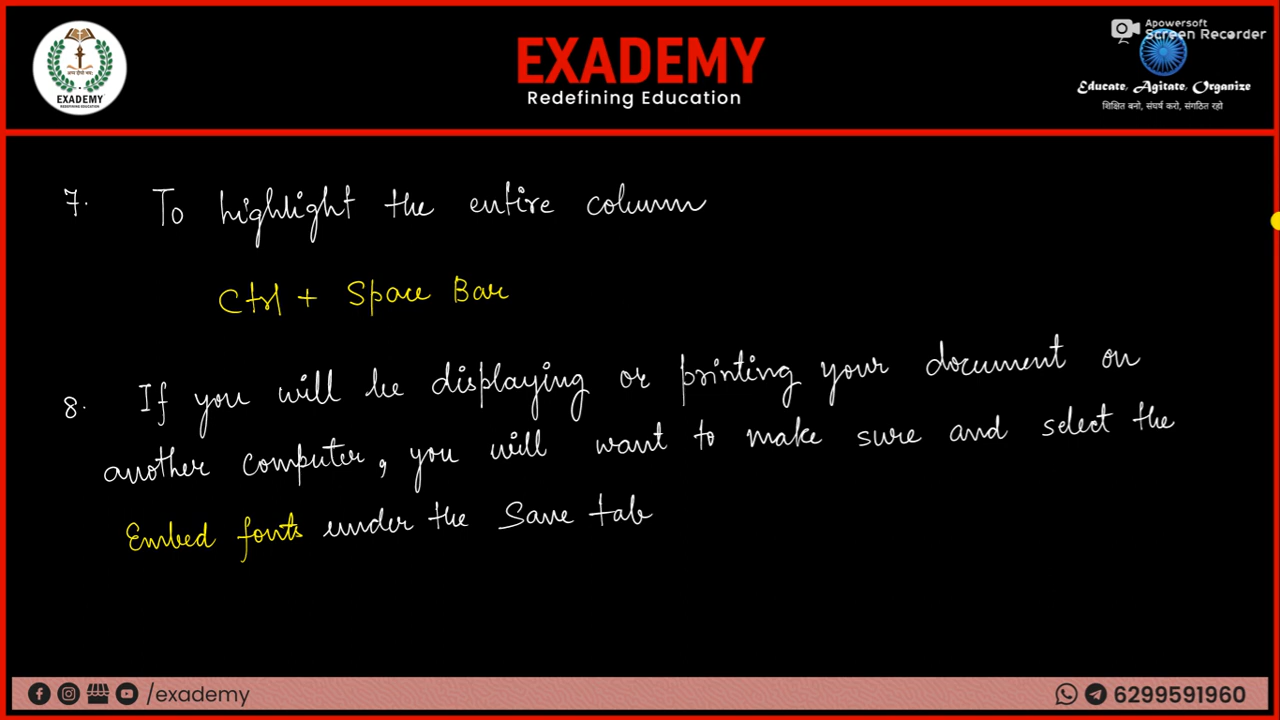 EXADEMY
REDEFINING EDUCATION
EXADEMY
Redefining Education
Apowersoft
Screen Recorder
Educate, Agitate, Organize
शिक्षित बनो, संघर्ष करो, संगठित रहो
7. To highlight the entire column
Ctrl + Space Bar
8. If you will be displaying or printing your document on
another computer, you will want to make sure and select the
Embed fonts under the Save tab
/exademy
6299591960